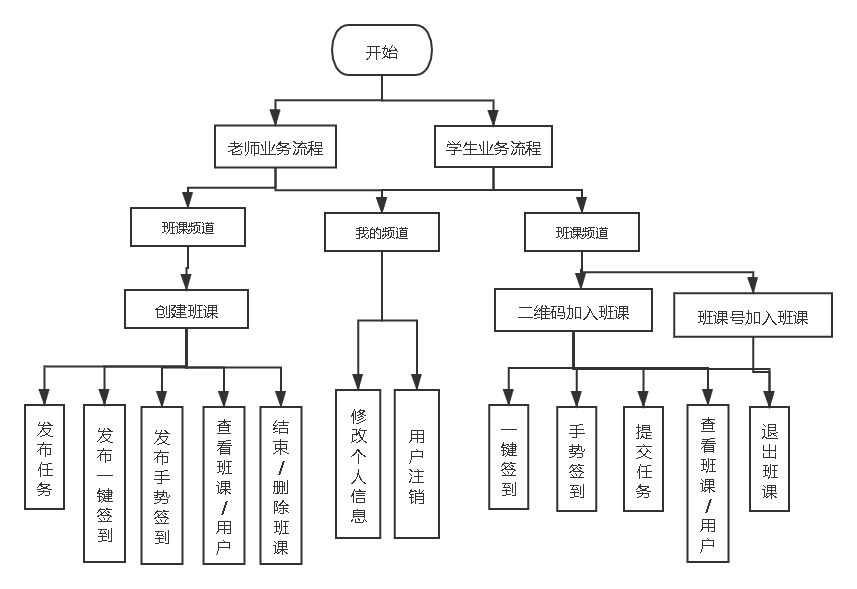 开始
老师业务流程
学生业务流程
班课频道
我的频道
班课频道
创建班课
二维码加入班课
班课号加入班课
发布任务
发布一键签到
发布手势签到
查看班课/用户
结束/删除班课
修改个人信息
用户注销
一键签到
手势签到
提交任务
查看班课/用户
退出班课